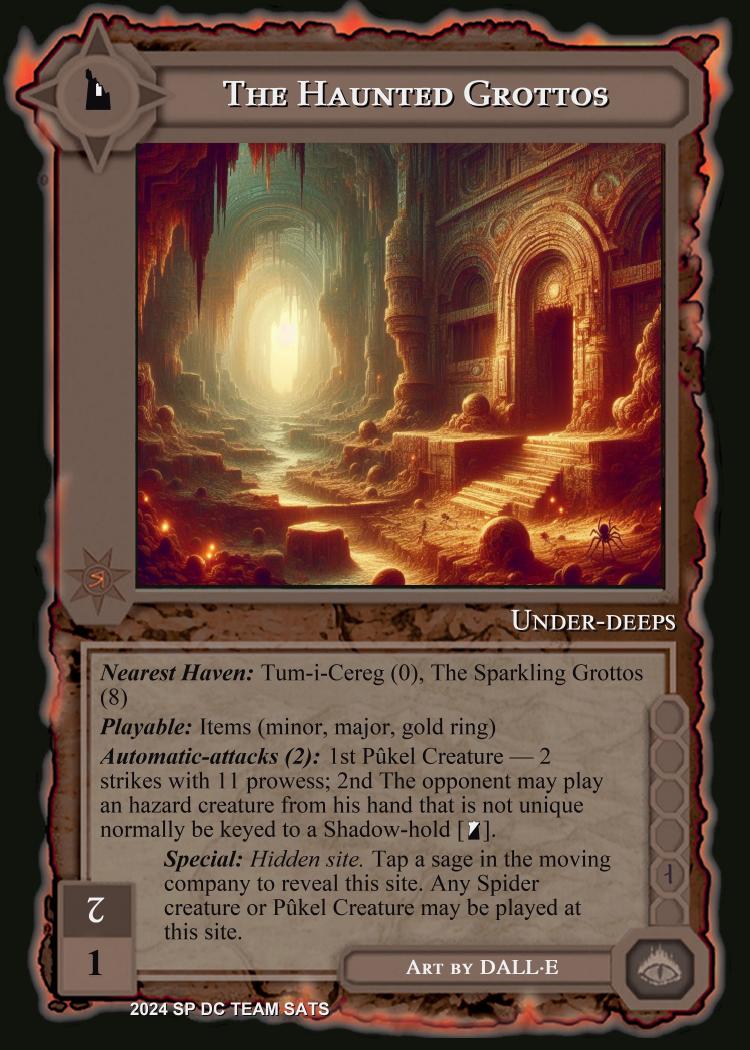 The Haunted Grottos
Under-deeps
Nearest Haven: Tum-i-Cereg (0), The Sparkling Grottos
(8)
Playable: Items (minor, major, gold ring)
Automatic-attacks (2): 1st Pûkel Creature — 2
strikes with 11 prowess; 2nd The opponent may play
an hazard creature from his hand that is not unique
normally be keyed to a Shadow-hold [ ].
Special: Hidden site. Tap a sage in the moving
company to reveal this site. Any Spider
creature or Pûkel Creature may be played at
this site.
1
Art by DALL·E
2024 SP DC TEAM SATS